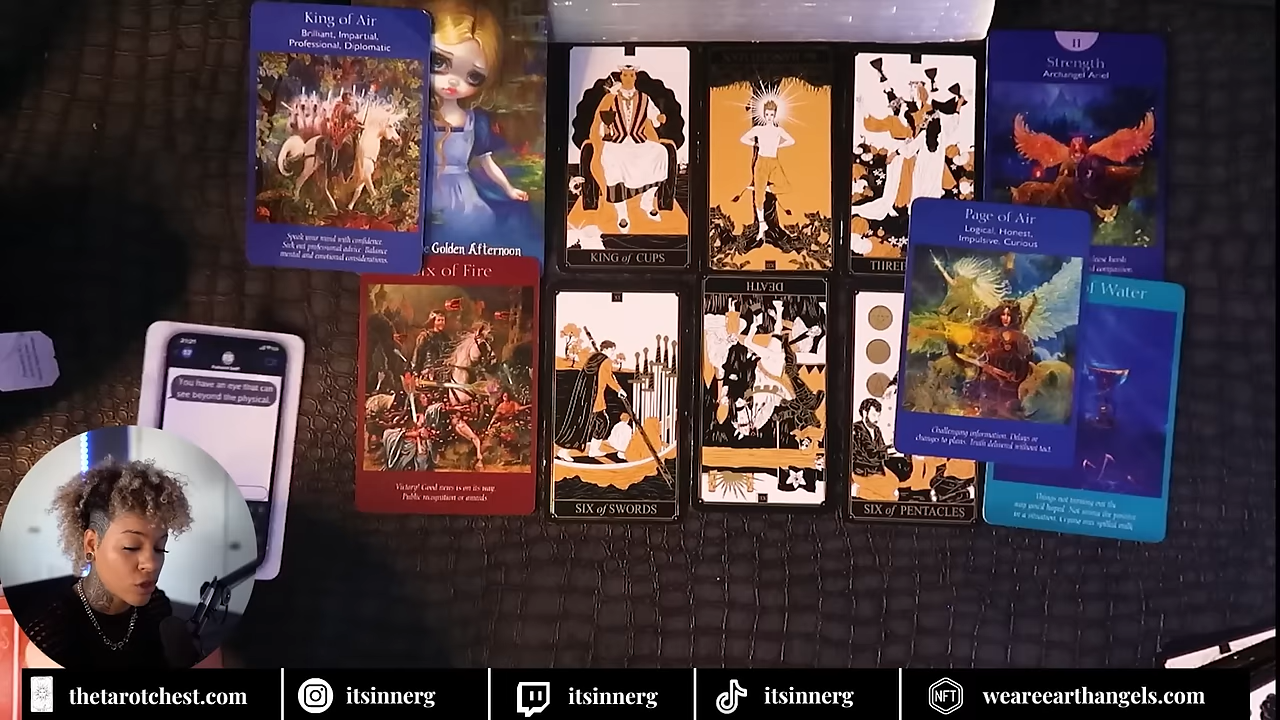 King of Air
Brilliant, Impartial,
Professional, Diplomatic
Speak your mind with confidence.
Seek out professional advice. Balance
mental and emotional considerations.
Golden Afternoon
KING of CUPS
II
Strength
Archangel Ariel
Page of Air
Logical, Honest,
Impulsive, Curious
Challenging information. Delays or
changes to plans. Truth delivered without tact.
of Fire
Victory! Good news is on its way.
Public recognition or awards
SIX of SWORDS
DEATH
SIX of PENTACLES
of Water
Things not turning out the
way you'd hoped. Not seeing the positive
in a situation. Crying over spilled milk
21:21
You have an eye that can
see beyond the physical.
thetarotchest.com
itsinnerg
itsinnerg
itsinnerg
NFT
weareearthangels.com